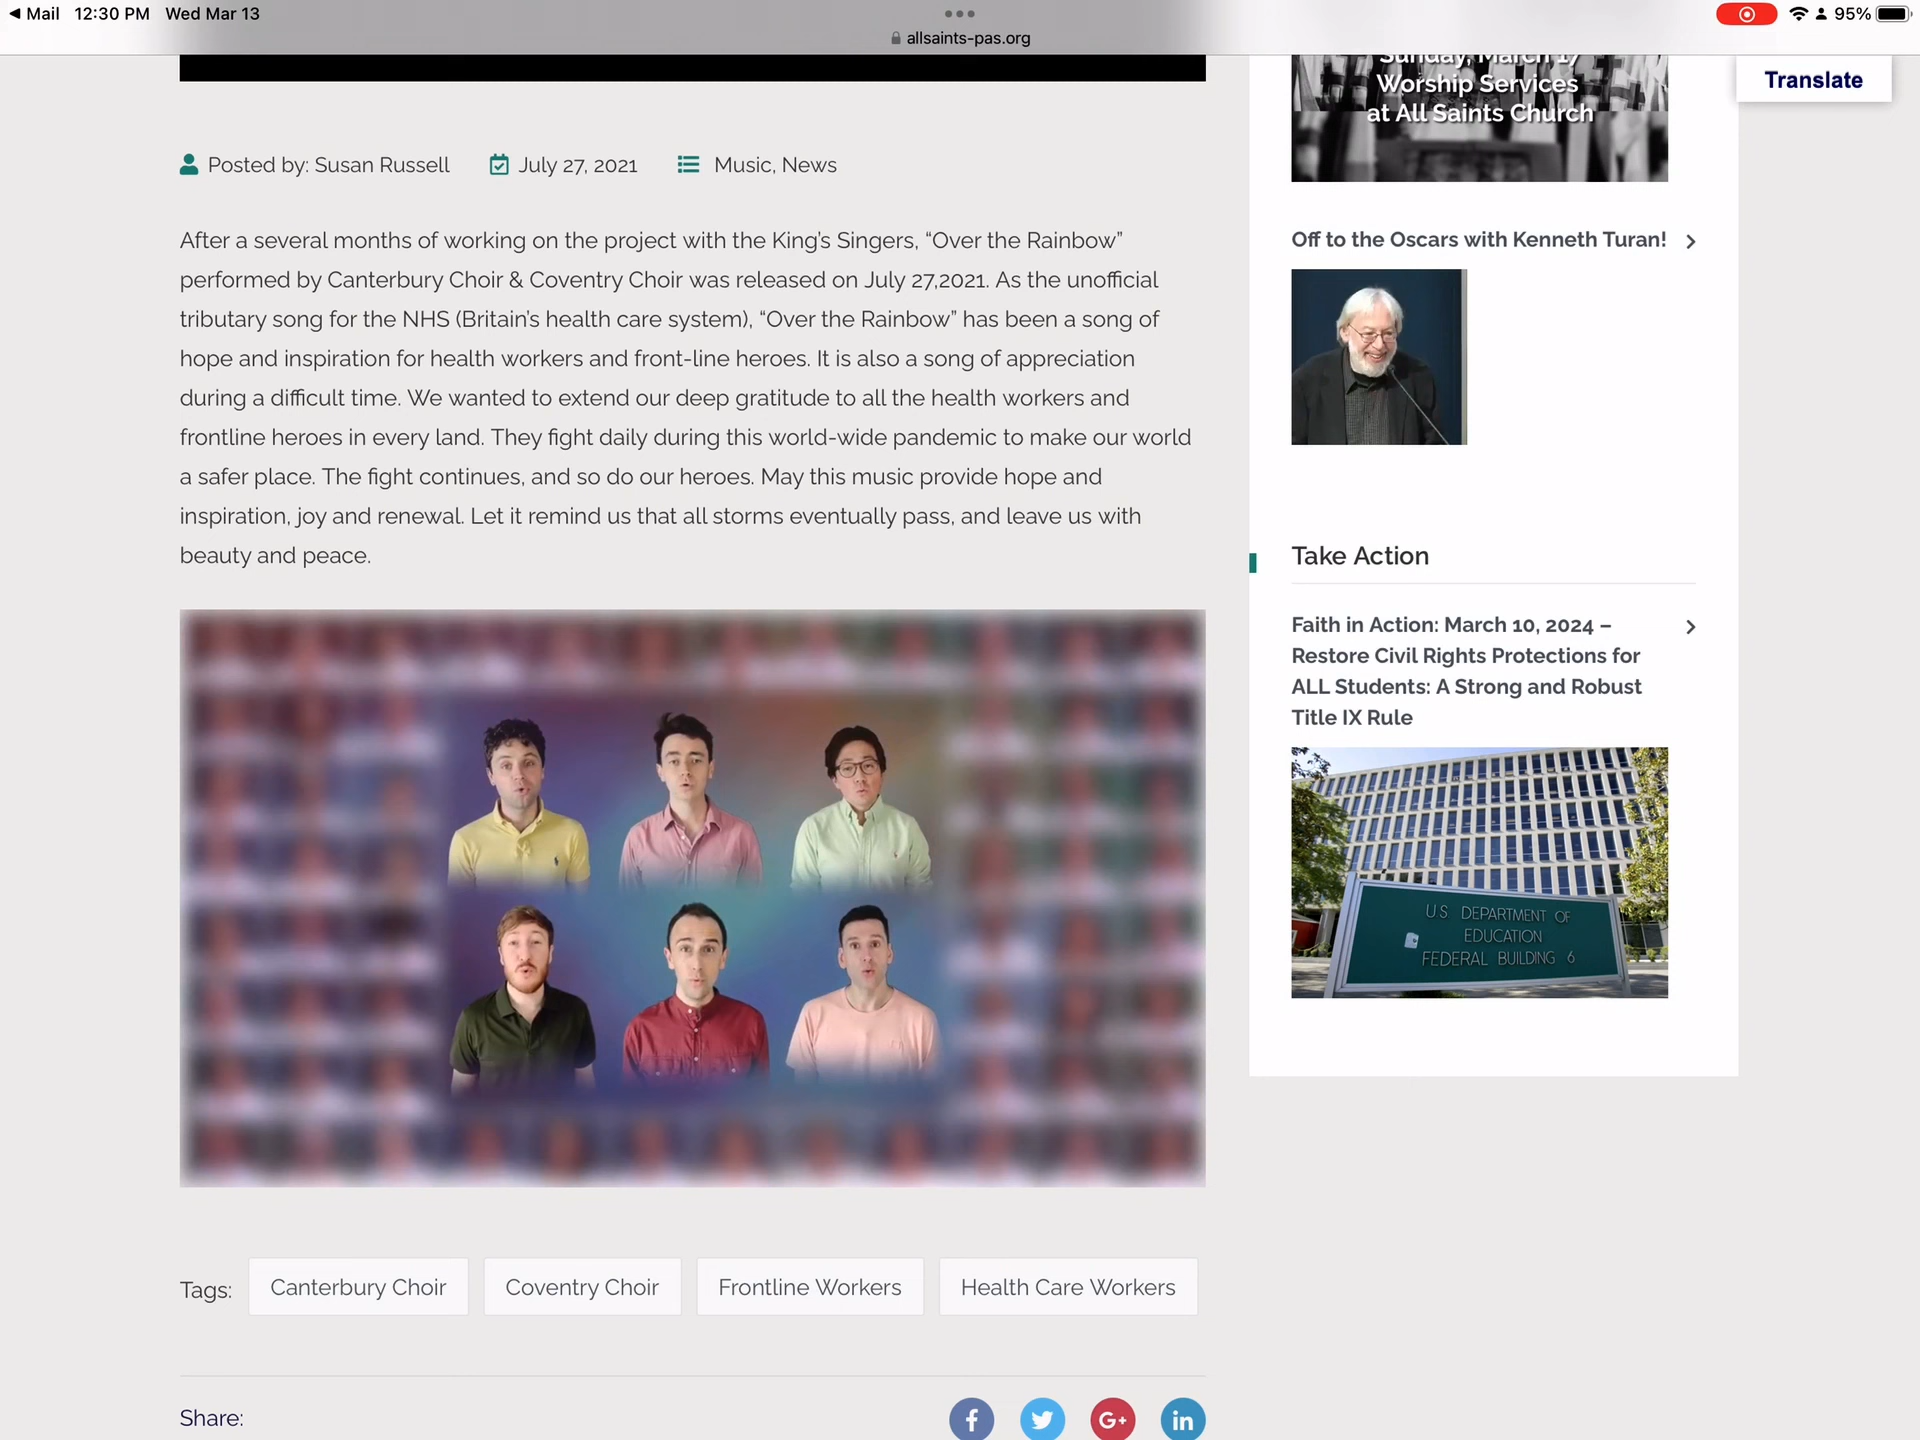 Mail 12:30 PM Wed Mar 13
allsaints-pas.org
95%
Translate
Sunday, March 17
Worship Services
at All Saints Church
Posted by: Susan Russell July 27, 2021 Music, News
After a several months of working on the project with the King's Singers, “Over the Rainbow”
performed by Canterbury Choir & Coventry Choir was released on July 27,2021. As the unofficial
tributary song for the NHS (Britain's health care system), “Over the Rainbow” has been a song of
hope and inspiration for health workers and front-line heroes. It is also a song of appreciation
during a difficult time. We wanted to extend our deep gratitude to all the health workers and
frontline heroes in every land. They fight daily during this world-wide pandemic to make our world
a safer place. The fight continues, and so do our heroes. May this music provide hope and
inspiration, joy and renewal. Let it remind us that all storms eventually pass, and leave us with
beauty and peace.
Off to the Oscars with Kenneth Turan!
Take Action
Faith in Action: March 10, 2024 –
Restore Civil Rights Protections for
ALL Students: A Strong and Robust
Title IX Rule
US DEPARTMENT OF
EDUCATION
FEDERAL BUILDING 6
Tags: Canterbury Choir Coventry Choir Frontline Workers Health Care Workers
Share: f G+ in